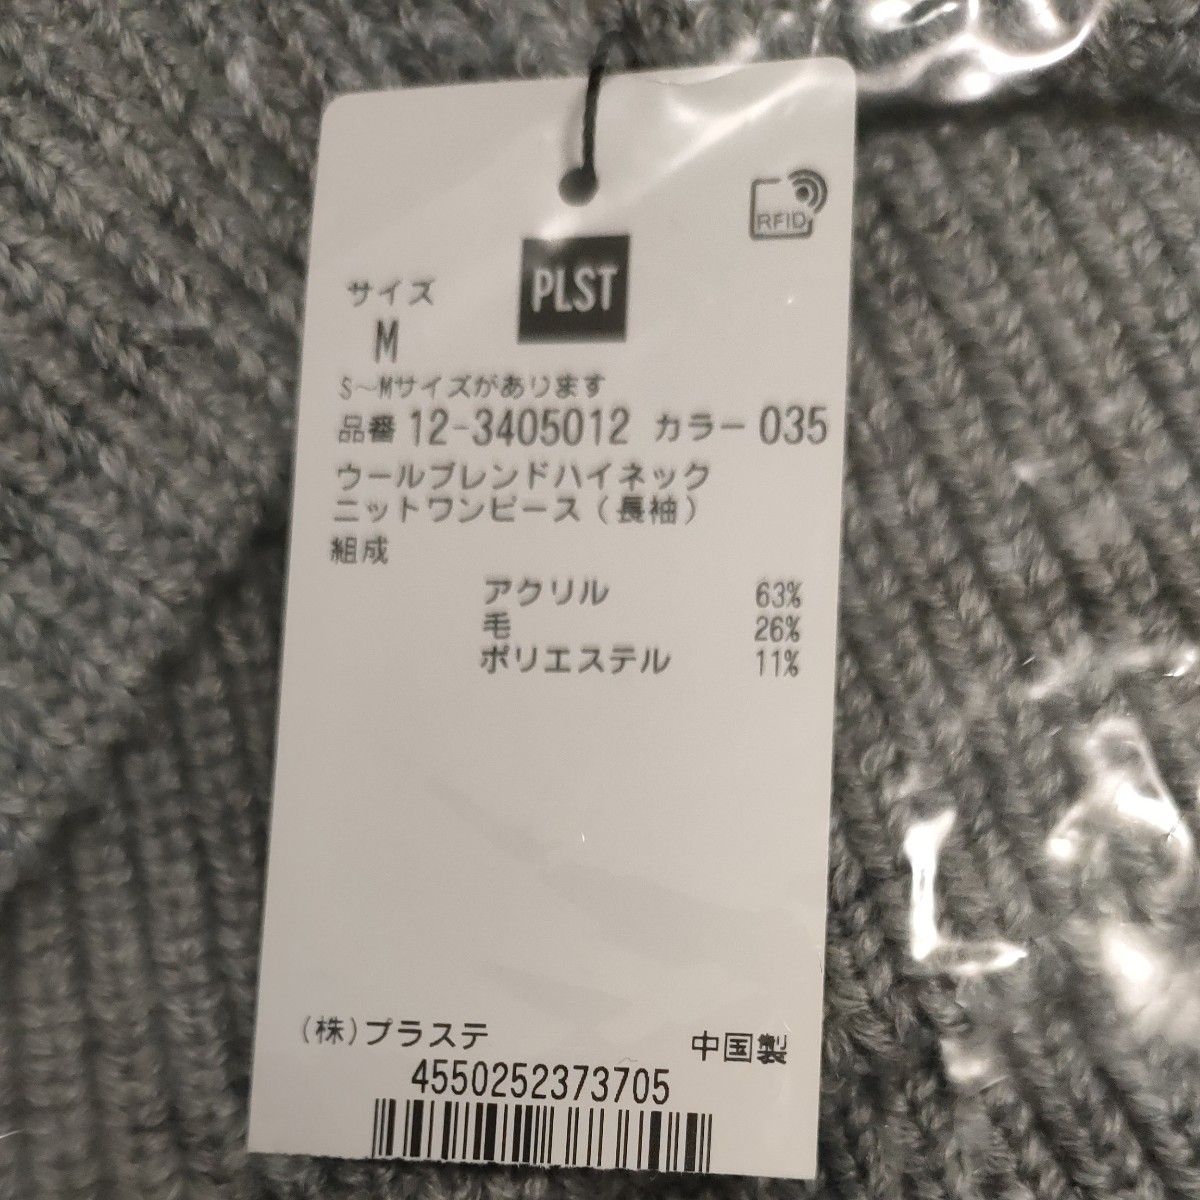 RFID
PLST
サイズ
M
S~Mサイズがあります
品番 12-3405012 カラー 035
ウールブレンドハイネック
ニットワンピース(長袖)
組成
アクリル 63%
毛 26%
ポリエステル 11%
(株)プラステ 中国製
4550252373705